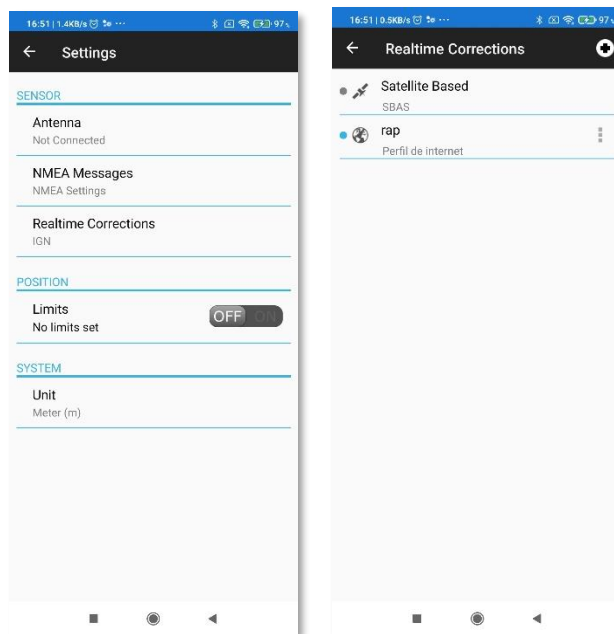 16:51 | 1.4KB/s ··· 97%
Settings
SENSOR
Antenna
Not Connected
NMEA Messages
NMEA Settings
Realtime Corrections
IGN
POSITION
Limits
No limits set
OFF ON
SYSTEM
Unit
Meter (m)
16:51 | 0.5KB/s ··· 97%
Realtime Corrections
Satellite Based
SBAS
rap
Perfil de internet